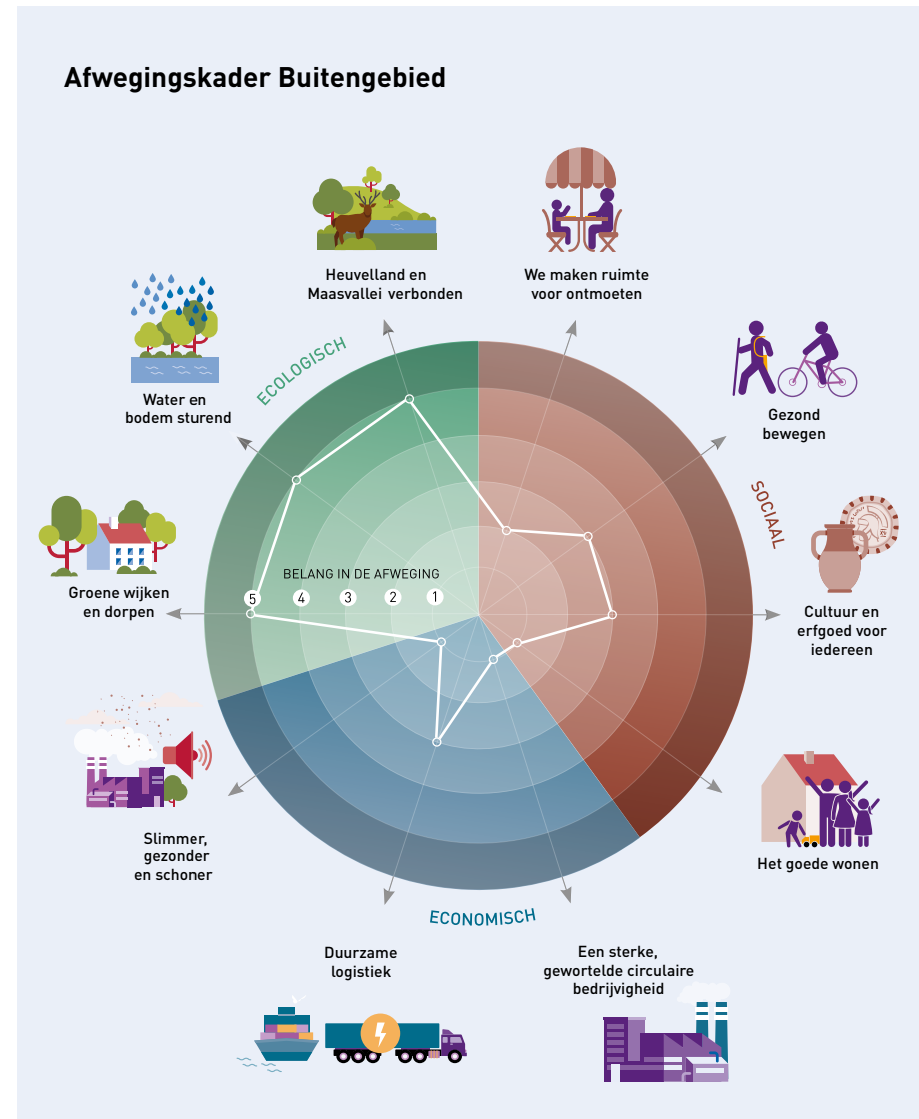 Afwegingskader Buitengebied
Heuvelland en
Maasvallei verbonden
We maken ruimte
voor ontmoeten
Water en
bodem sturend
ECOLOGISCH
Gezond
bewegen
SOCIAAL
Groene wijken
en dorpen
BELANG IN DE AFWEGING
5 4 3 2 1
Cultuur en
erfgoed voor
iedereen
Slimmer,
gezonder
en schoner
Het goede wonen
ECONOMISCH
Duurzame
logistiek
Een sterke,
gewortelde circulaire
bedrijvigheid